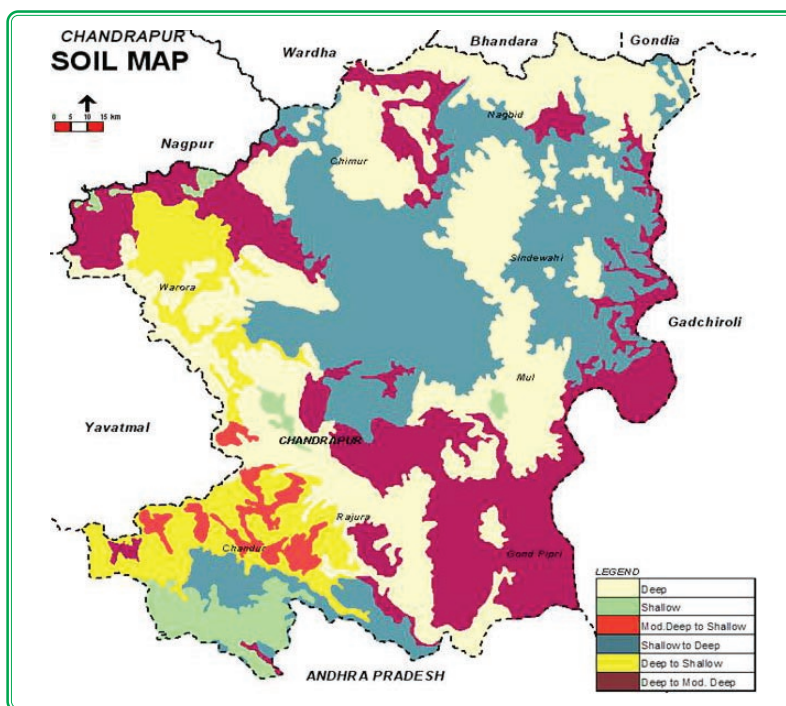 CHANDRAPUR
SOIL MAP
0 5 10 15 km
Wardha
Bhandara
Gondia
Nagpur
Nagbid
Chimur
Sindewahi
Warora
Gadchiroli
Mul
Yavatmal
CHANDRAPUR
Rajura
Chandur
Gond Pipri
ANDHRA PRADESH
LEGEND
Deep
Shallow
Mod.Deep to Shallow
Shallow to Deep
Deep to Shallow
Deep to Mod. Deep